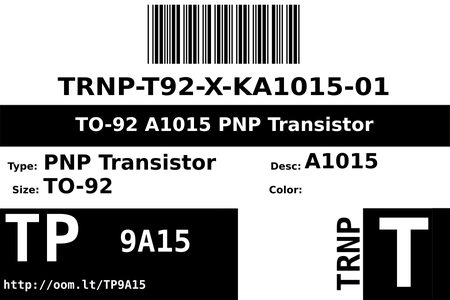 TRNP-T92-X-KA1015-01
TO-92 A1015 PNP Transistor
Type: PNP Transistor
Desc: A1015
Size: TO-92
Color:
TP
9A15
http://oom.lt/TP9A15
TRNP
T